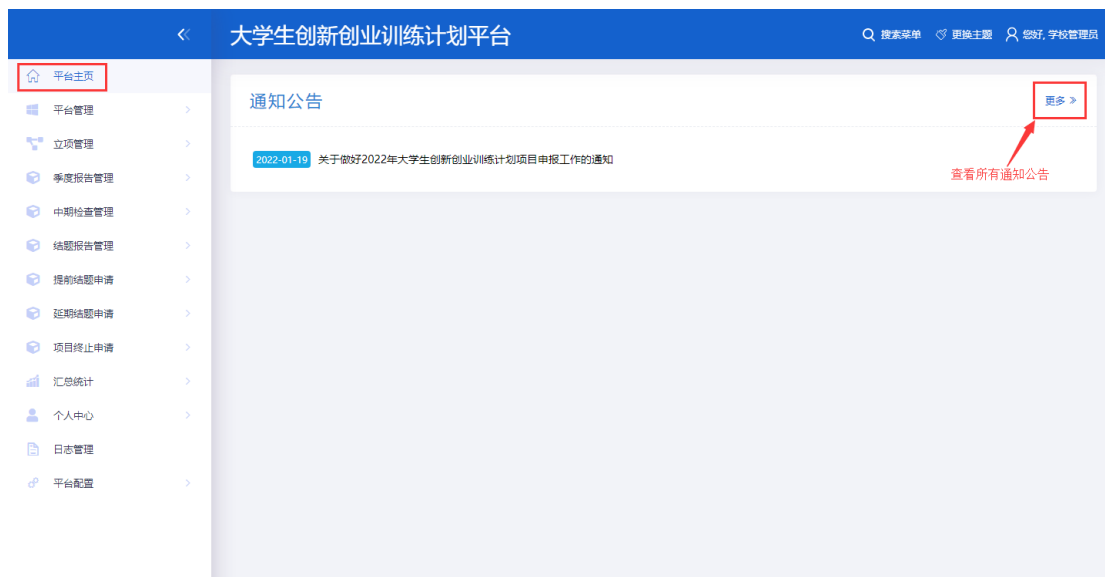 大学生创新创业训练计划平台
搜索菜单 更换主题 您好, 学校管理员
平台主页
平台管理
立项管理
季度报告管理
中期检查管理
结题报告管理
提前结题申请
延期结题申请
项目终止申请
汇总统计
个人中心
日志管理
平台配置
通知公告
更多
2022-01-19 关于做好2022年大学生创新创业训练计划项目申报工作的通知
查看所有通知公告